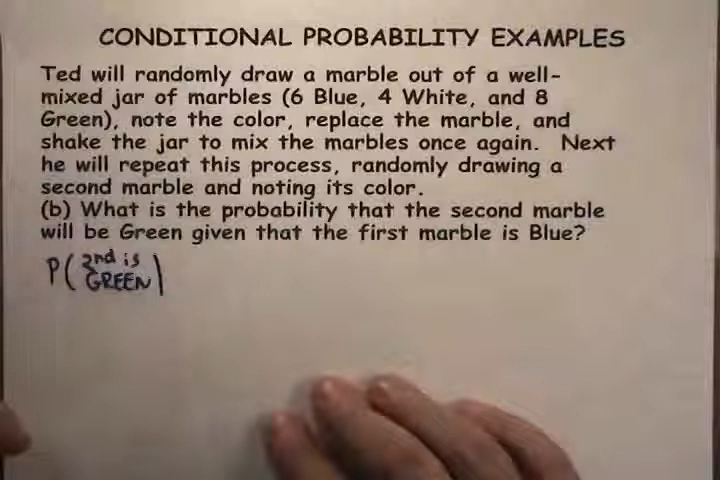 CONDITIONAL PROBABILITY EXAMPLES
Ted will randomly draw a marble out of a well-
mixed jar of marbles (6 Blue, 4 White, and 8
Green), note the color, replace the marble, and
shake the jar to mix the marbles once again. Next
he will repeat this process, randomly drawing a
second marble and noting its color.
(b) What is the probability that the second marble
will be Green given that the first marble is Blue?
P( 2nd is
GREEN |